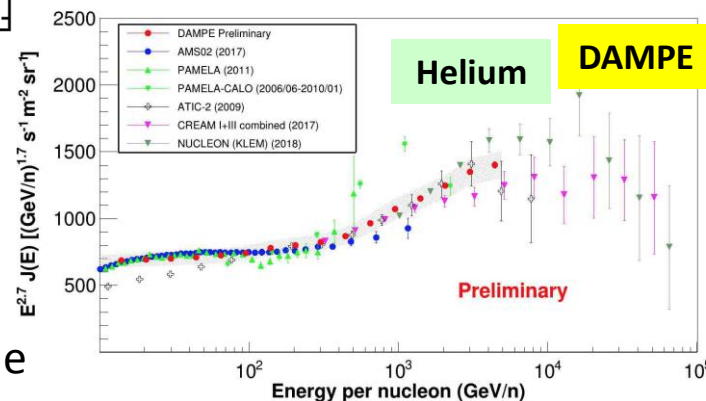 2500
2000
1500
1000
500
E^2.7 J(E) [(GeV/n)^1.7 s^-1 m^-2 sr^-1]
DAMPE Preliminary
AMS02 (2017)
PAMELA (2011)
PAMELA-CALO (2006/06-2010/01)
ATIC-2 (2009)
CREAM I+III combined (2017)
NUCLEON (KLEM) (2018)
Helium
DAMPE
Preliminary
e
10^2
10^3
10^4
10^5
Energy per nucleon (GeV/n)